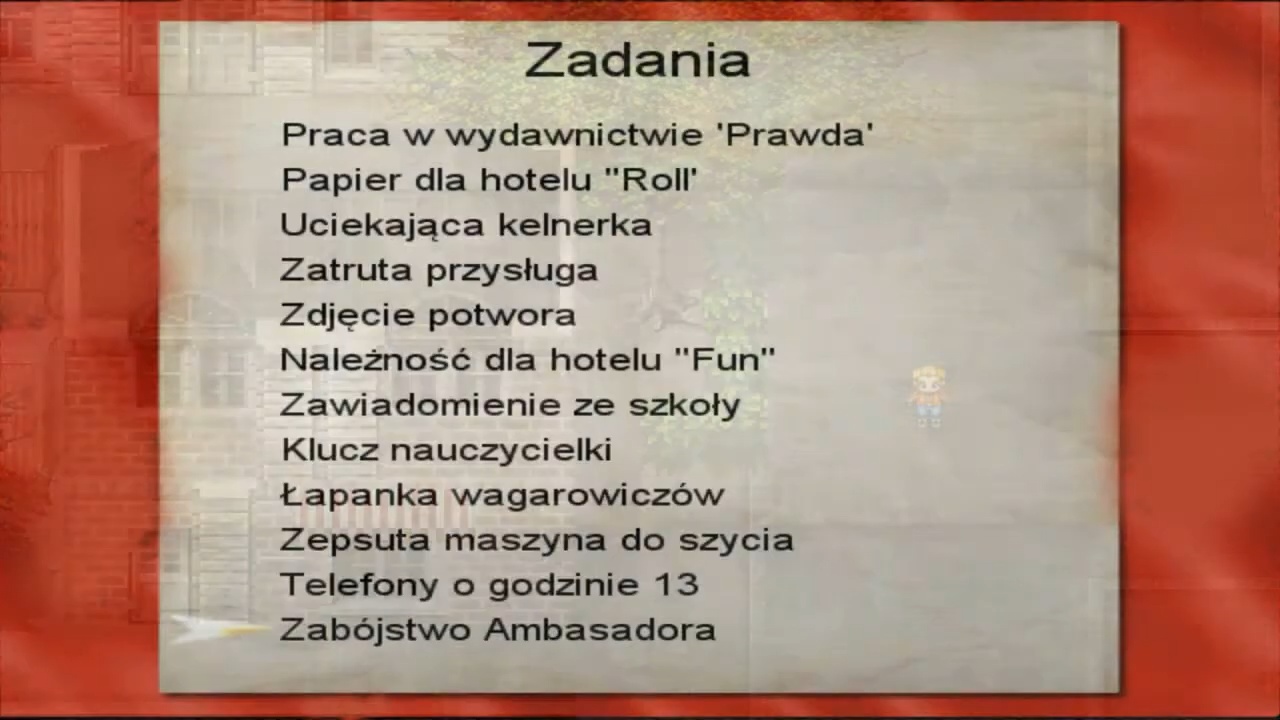 Zadania
Praca w wydawnictwie 'Prawda'
Papier dla hotelu "Roll'
Uciekająca kelnerka
Zatruta przysługa
Zdjęcie potwora
Należność dla hotelu "Fun"
Zawiadomienie ze szkoły
Klucz nauczycielki
Łapanka wagarowiczów
Zepsuta maszyna do szycia
Telefony o godzinie 13
Zabójstwo Ambasadora